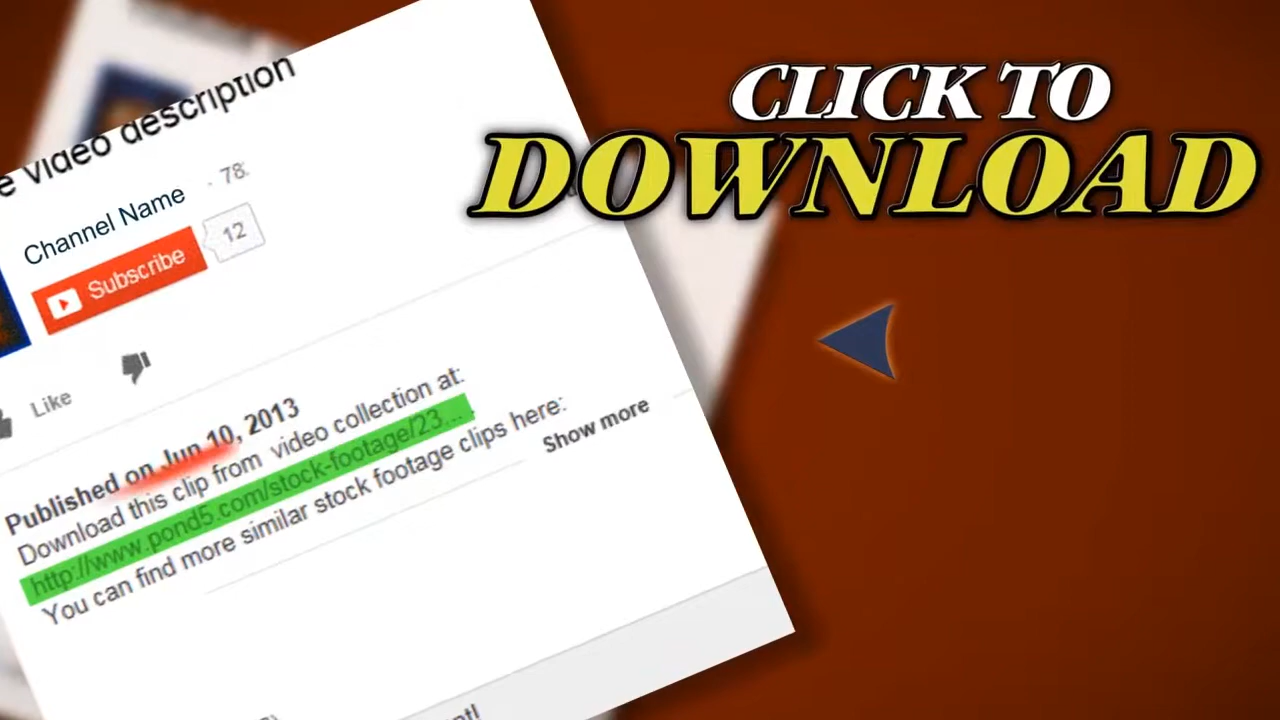 CLICK TO
DOWNLOAD
video description
Channel Name
78
Subscribe
12
Like
Published on Jun 10, 2013
Download this clip from video collection at:
http://www.pond5.com/stock-footage/23...
You can find more similar stock footage clips here:
Show more